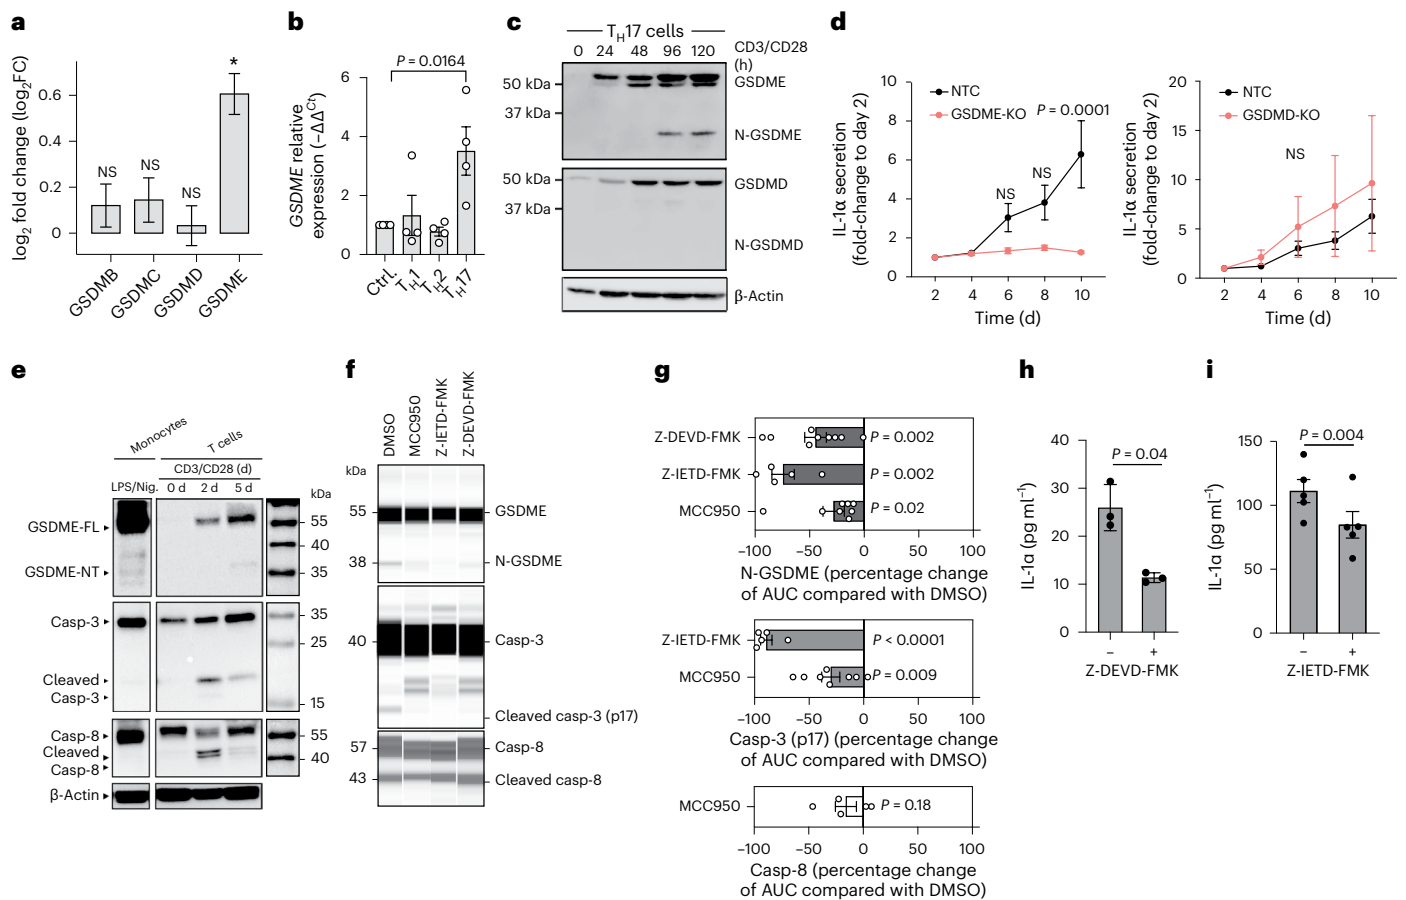 a
log2 fold change (log2FC)
0.6
0.4
0.2
0
NS
NS
NS
*
GSDMB
GSDMC
GSDMD
GSDME
b
P = 0.0164
GSDME relative
expression (−ΔΔCt)
6
4
2
0
Ctrl.
TH1
TH2
TH17
c
TH17 cells
0 24 48 96 120 CD3/CD28
(h)
50 kDa
37 kDa
GSDME
N-GSDME
50 kDa
37 kDa
GSDMD
N-GSDMD
β-Actin
d
IL-1α secretion
(fold-change to day 2)
10
8
6
4
2
0
NTC
GSDME-KO
P = 0.0001
NS
NS
2 4 6 8 10
Time (d)
IL-1α secretion
(fold-change to day 2)
20
15
10
5
0
NTC
GSDMD-KO
NS
2 4 6 8 10
Time (d)
e
Monocytes
T cells
CD3/CD28 (d)
LPS/Nig. 0 d 2 d 5 d
kDa
GSDME-FL
GSDME-NT
55
40
35
Casp-3
Cleaved
Casp-3
35
25
15
Casp-8
Cleaved
Casp-8
55
40
β-Actin
f
DMSO
MCC950
Z-IETD-FMK
Z-DEVD-FMK
kDa
55
38
GSDME
N-GSDME
40
Casp-3
Cleaved casp-3 (p17)
57
43
Casp-8
Cleaved casp-8
g
Z-DEVD-FMK
P = 0.002
Z-IETD-FMK
P = 0.002
MCC950
P = 0.02
−100 −50 0 50 100
N-GSDME (percentage change
of AUC compared with DMSO)
Z-IETD-FMK
P < 0.0001
MCC950
P = 0.009
−100 −50 0 50 100
Casp-3 (p17) (percentage change
of AUC compared with DMSO)
MCC950
P = 0.18
−100 −50 0 50 100
Casp-8 (percentage change
of AUC compared with DMSO)
h
IL-1α (pg ml−1)
40
30
20
10
0
P = 0.04
− +
Z-DEVD-FMK
i
IL-1α (pg ml−1)
150
100
50
0
P = 0.004
− +
Z-IETD-FMK